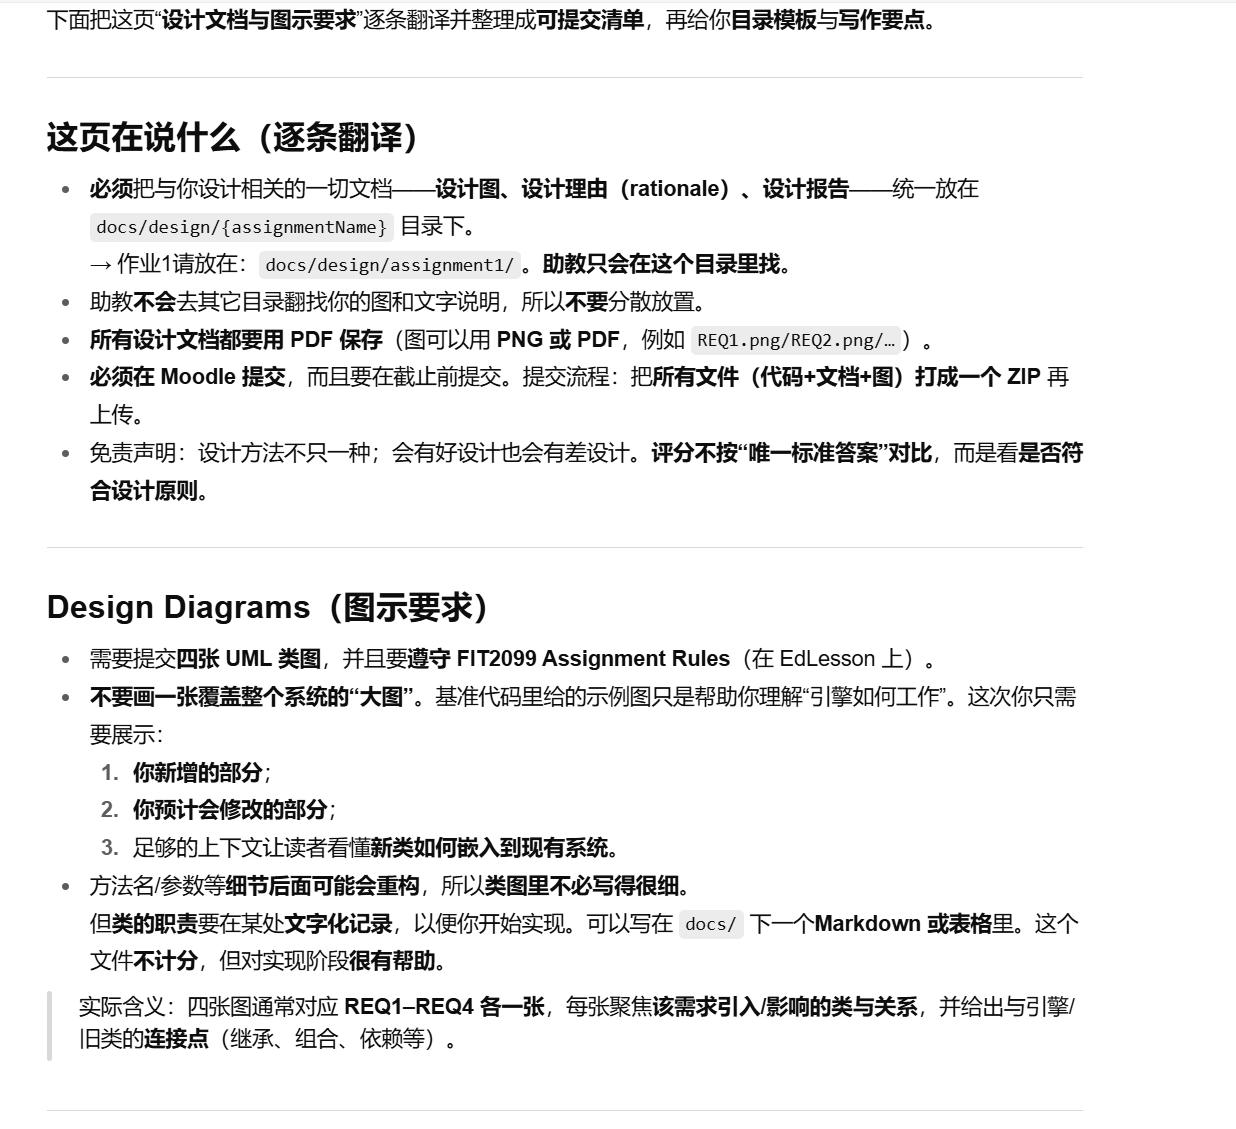 下面把这页“设计文档与图示要求”逐条翻译并整理成可提交清单，再给你目录模板与写作要点。
这页在说什么（逐条翻译）
• 必须把与你设计相关的一切文档——设计图、设计理由（rationale）、设计报告——统一放在
docs/design/{assignmentName} 目录下。
→ 作业1请放在：docs/design/assignment1/。助教只会在这个目录里找。
• 助教不会去其它目录翻找你的图和文字说明，所以不要分散放置。
• 所有设计文档都要用 PDF 保存（图可以用 PNG 或 PDF，例如 REQ1.png/REQ2.png/…）。
• 必须在 Moodle 提交，而且要在截止前提交。提交流程：把所有文件（代码+文档+图）打成一个 ZIP 再
上传。
• 免责声明：设计方法不只一种；会有好设计也会有差设计。评分不按“唯一标准答案”对比，而是看是否符
合设计原则。
Design Diagrams（图示要求）
• 需要提交四张 UML 类图，并且要遵守 FIT2099 Assignment Rules（在 EdLesson 上）。
• 不要画一张覆盖整个系统的“大图”。基准代码里给的示例图只是帮助你理解“引擎如何工作”。这次你只需
要展示：
1. 你新增的部分；
2. 你预计会修改的部分；
3. 足够的上下文让读者看懂新类如何嵌入到现有系统。
• 方法名/参数等细节后面可能会重构，所以类图里不必写得很细。
但类的职责要在某处文字化记录，以便你开始实现。可以写在 docs/ 下一个Markdown 或表格里。这个
文件不计分，但对实现阶段很有帮助。
实际含义：四张图通常对应 REQ1–REQ4 各一张，每张聚焦该需求引入/影响的类与关系，并给出与引擎/
旧类的连接点（继承、组合、依赖等）。